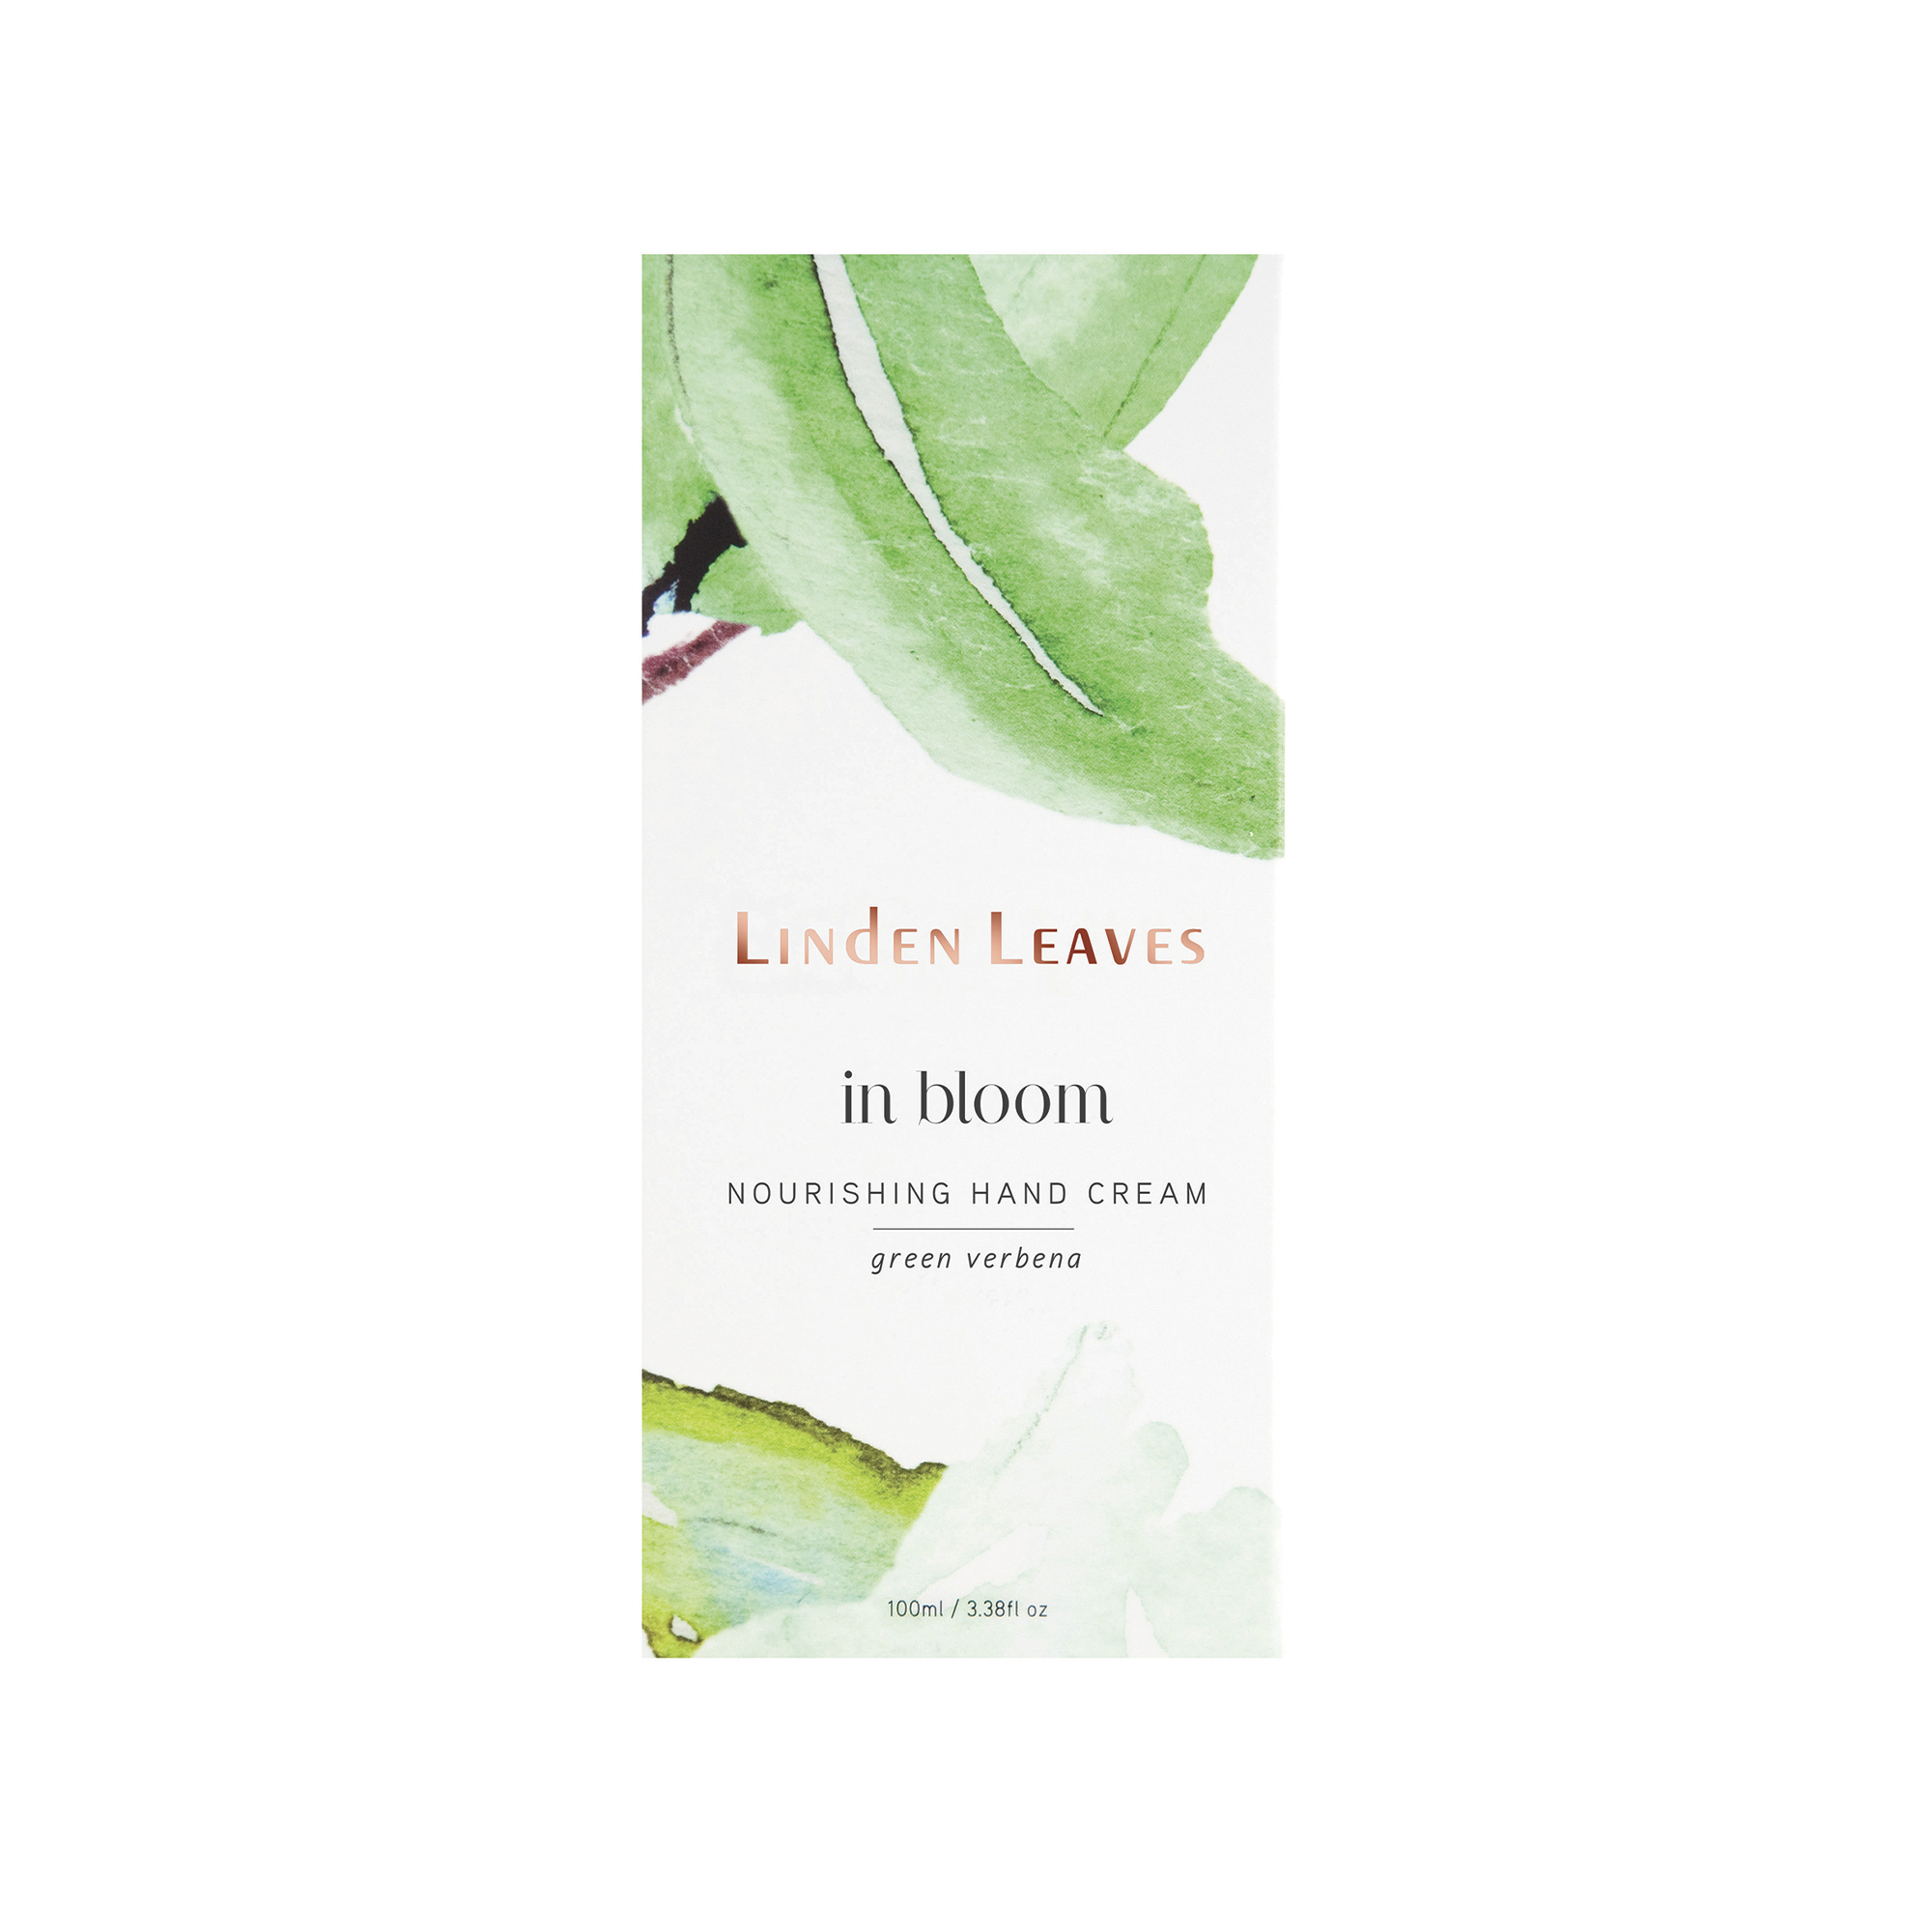 LINdEN LEAVES
in bloom
NOURISHING HAND CREAM
green verbena
100ml / 3.38fl oz